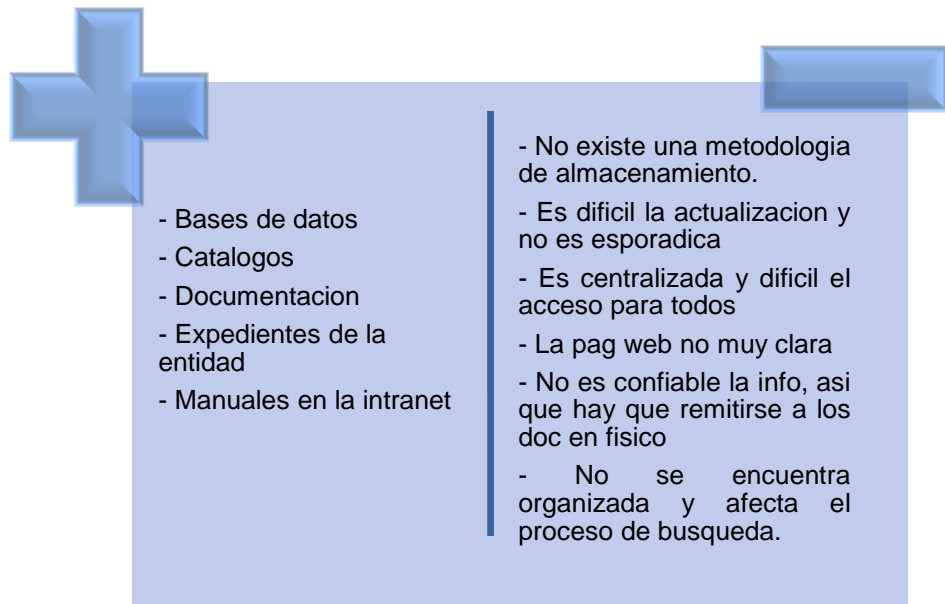 - Bases de datos
- Catalogos
- Documentacion
- Expedientes de la
entidad
- Manuales en la intranet
- No existe una metodologia
de almacenamiento.
- Es dificil la actualizacion y
no es esporadica
- Es centralizada y dificil el
acceso para todos
- La pag web no muy clara
- No es confiable la info, asi
que hay que remitirse a los
doc en fisico
- No se encuentra
organizada y afecta el
proceso de busqueda.